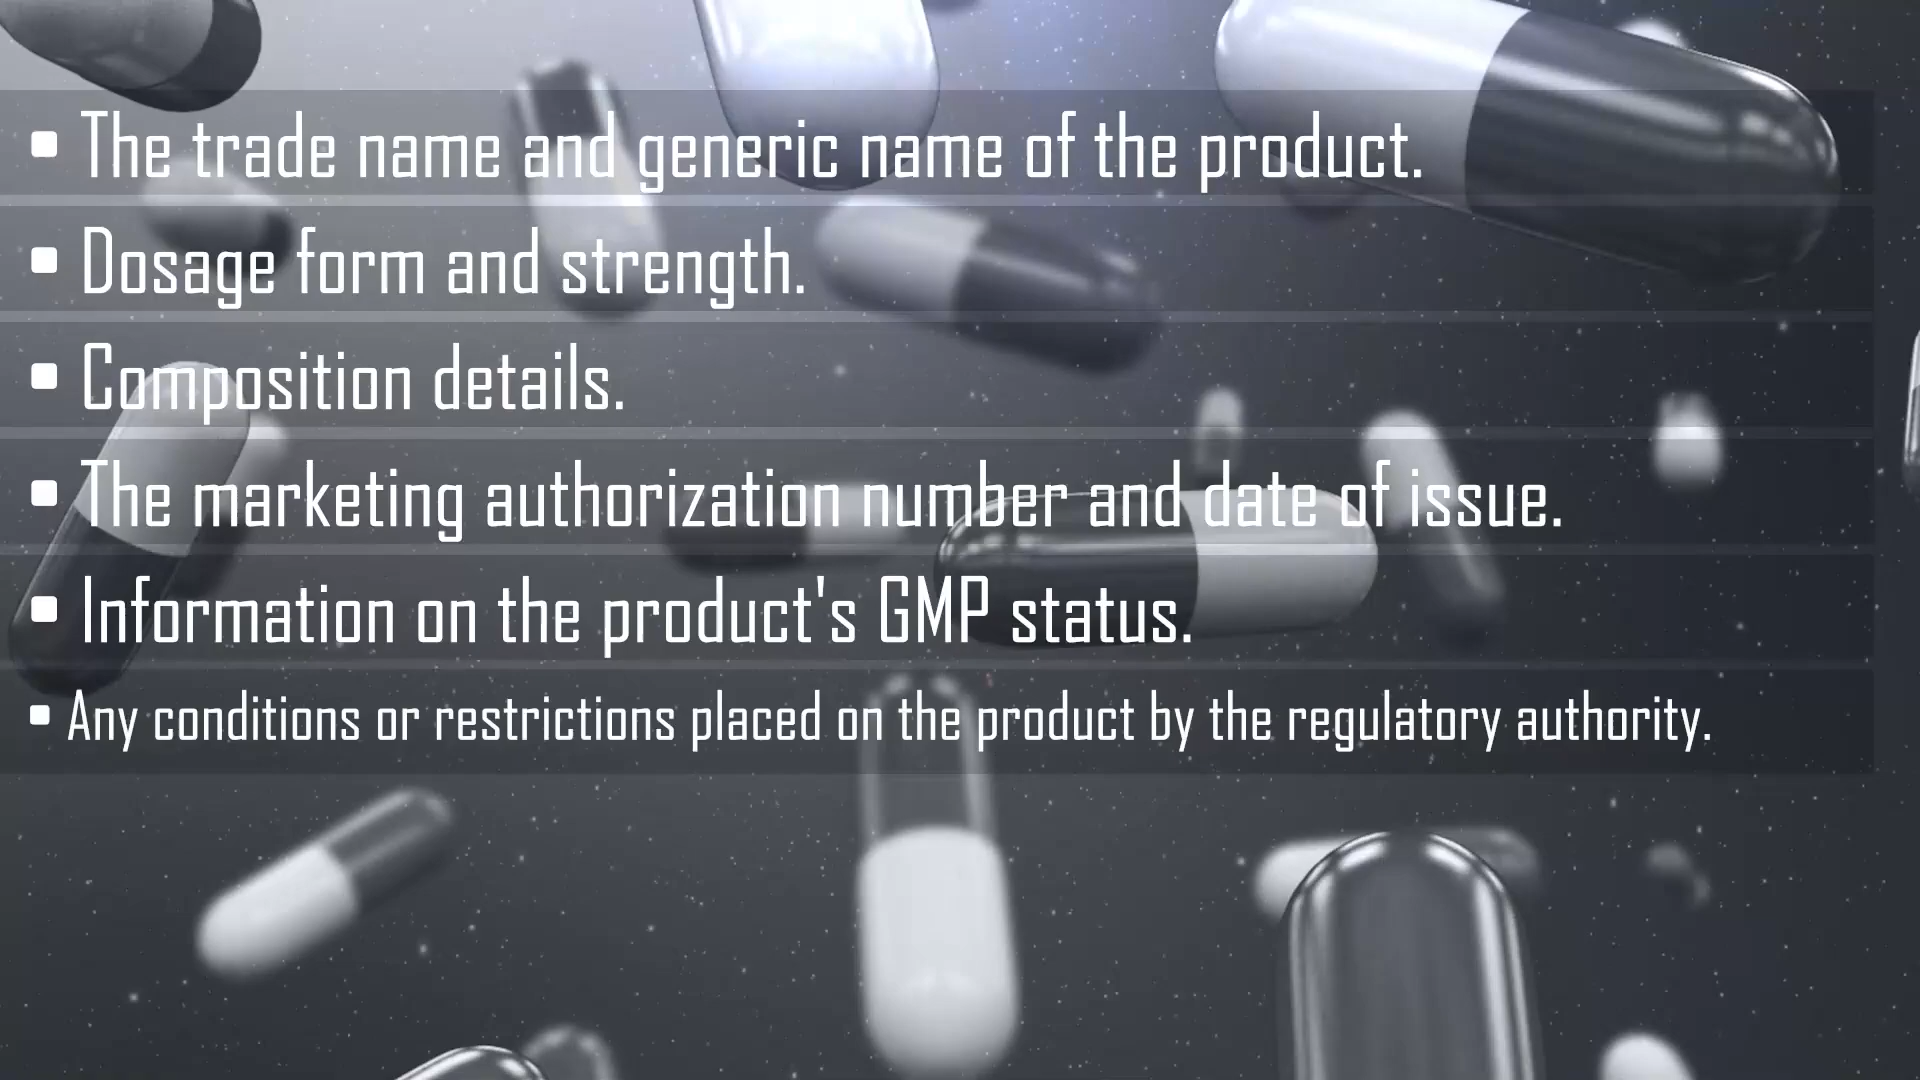 ▪ The trade name and generic name of the product.
▪ Dosage form and strength.
▪ Composition details.
▪ The marketing authorization number and date of issue.
▪ Information on the product's GMP status.
▪ Any conditions or restrictions placed on the product by the regulatory authority.